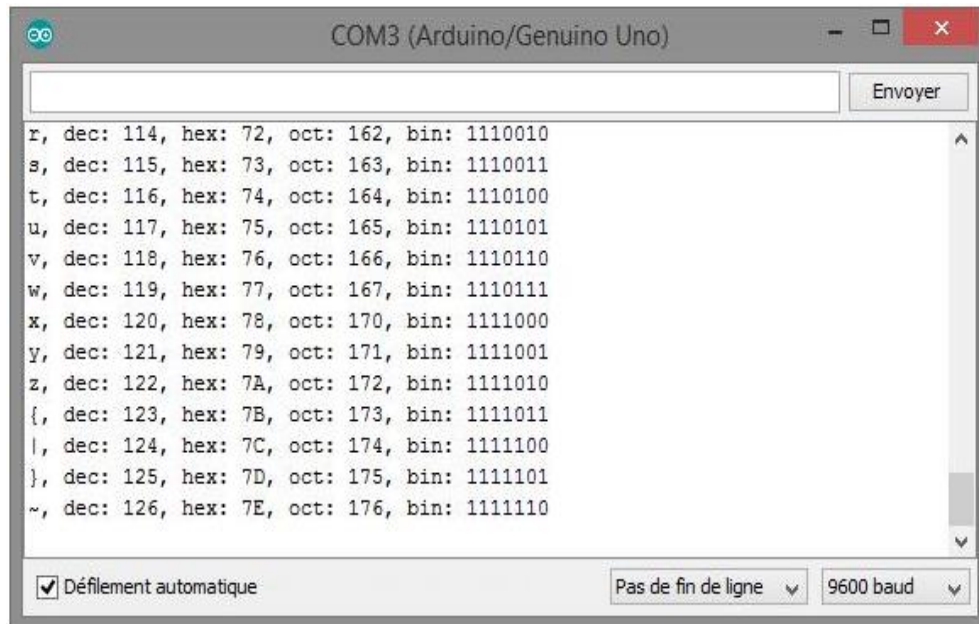 COM3 (Arduino/Genuino Uno)
Envoyer
r, dec: 114, hex: 72, oct: 162, bin: 1110010
s, dec: 115, hex: 73, oct: 163, bin: 1110011
t, dec: 116, hex: 74, oct: 164, bin: 1110100
u, dec: 117, hex: 75, oct: 165, bin: 1110101
v, dec: 118, hex: 76, oct: 166, bin: 1110110
w, dec: 119, hex: 77, oct: 167, bin: 1110111
x, dec: 120, hex: 78, oct: 170, bin: 1111000
y, dec: 121, hex: 79, oct: 171, bin: 1111001
z, dec: 122, hex: 7A, oct: 172, bin: 1111010
{, dec: 123, hex: 7B, oct: 173, bin: 1111011
|, dec: 124, hex: 7C, oct: 174, bin: 1111100
}, dec: 125, hex: 7D, oct: 175, bin: 1111101
~, dec: 126, hex: 7E, oct: 176, bin: 1111110
Défilement automatique Pas de fin de ligne 9600 baud